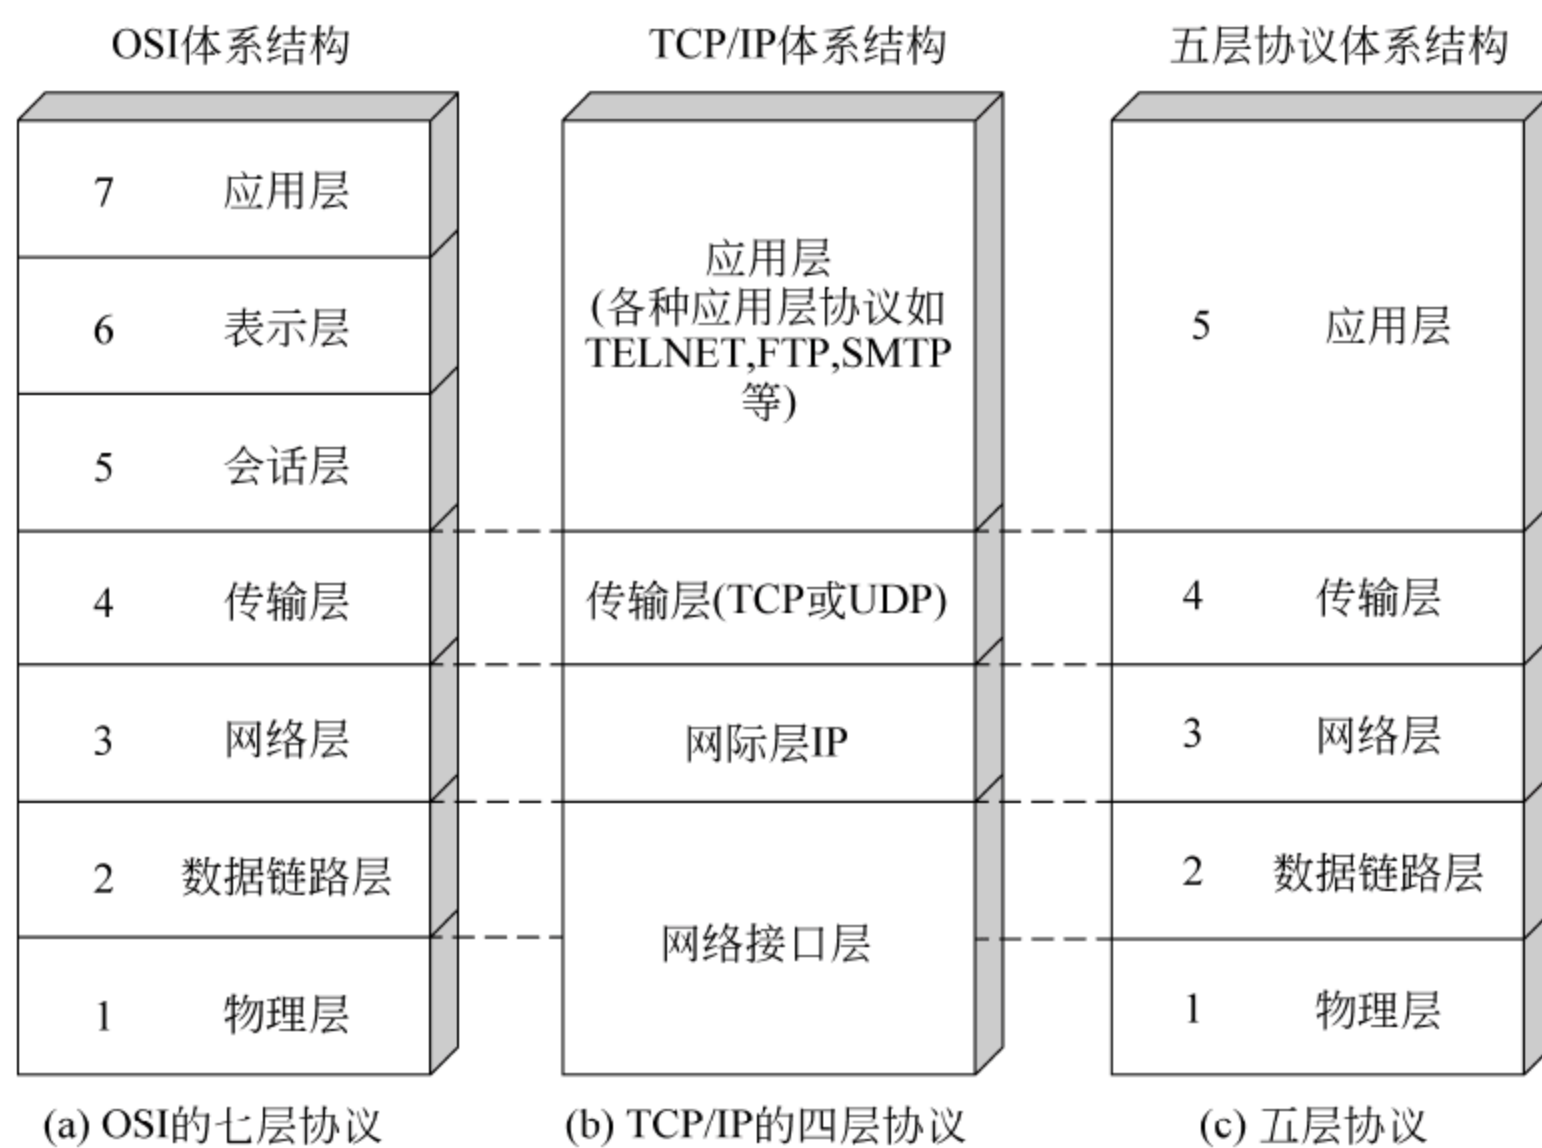 OSI体系结构
7 应用层
6 表示层
5 会话层
4 传输层
3 网络层
2 数据链路层
1 物理层
(a) OSI的七层协议
TCP/IP体系结构
应用层
(各种应用层协议如
TELNET,FTP,SMTP
等)
传输层(TCP或UDP)
网际层IP
网络接口层
(b) TCP/IP的四层协议
五层协议体系结构
5 应用层
4 传输层
3 网络层
2 数据链路层
1 物理层
(c) 五层协议